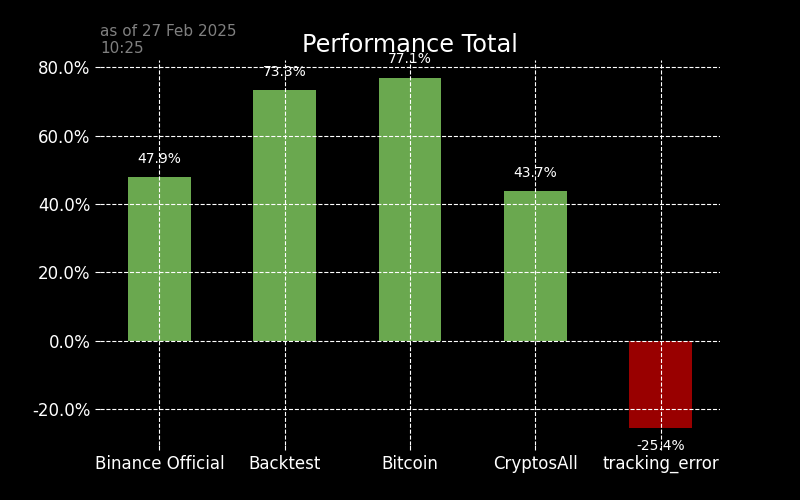 as of 27 Feb 2025
10:25
Performance Total
80.0%
60.0%
40.0%
20.0%
0.0%
-20.0%
47.9%
73.3%
77.1%
43.7%
-25.4%
Binance Official
Backtest
Bitcoin
CryptosAll
tracking_error